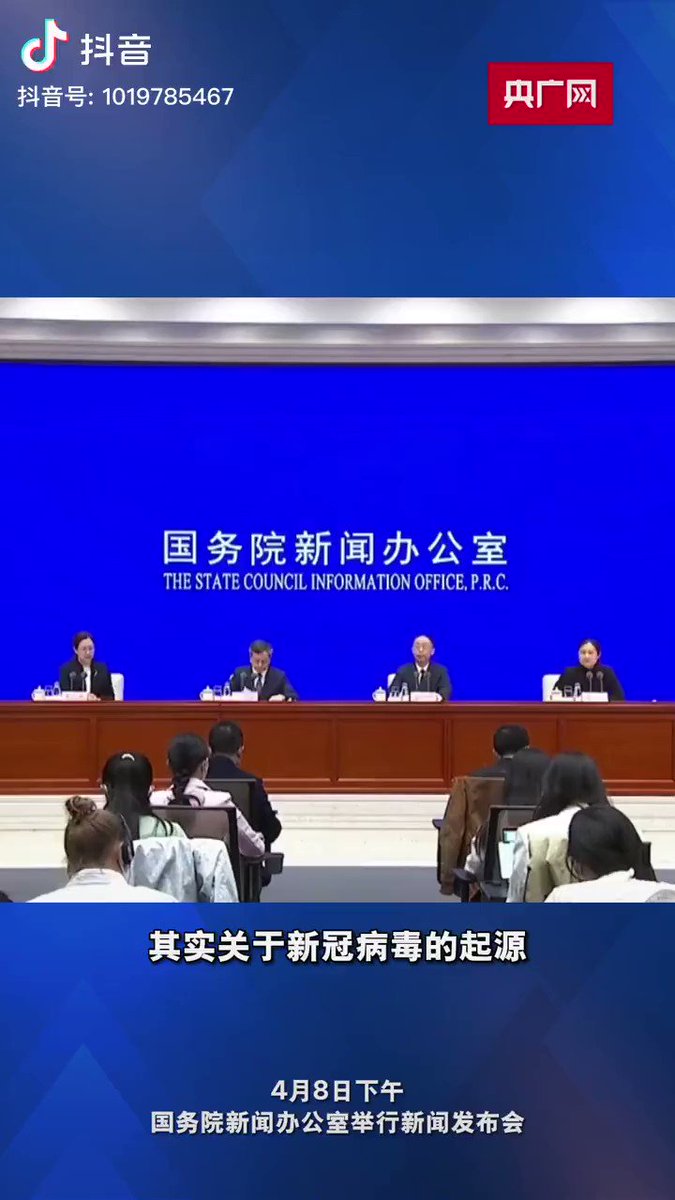 抖音
抖音号: 1019785467
央广网
国务院新闻办公室
THE STATE COUNCIL INFORMATION OFFICE, P.R.C.
其实关于新冠病毒的起源
4月8日下午
国务院新闻办公室举行新闻发布会